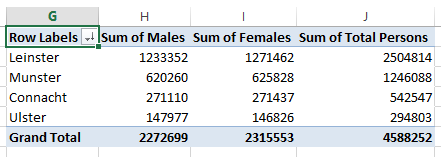 G H I J
Row Labels Sum of Males Sum of Females Sum of Total Persons
Leinster 1233352 1271462 2504814
Munster 620260 625828 1246088
Connacht 271110 271437 542547
Ulster 147977 146826 294803
Grand Total 2272699 2315553 4588252